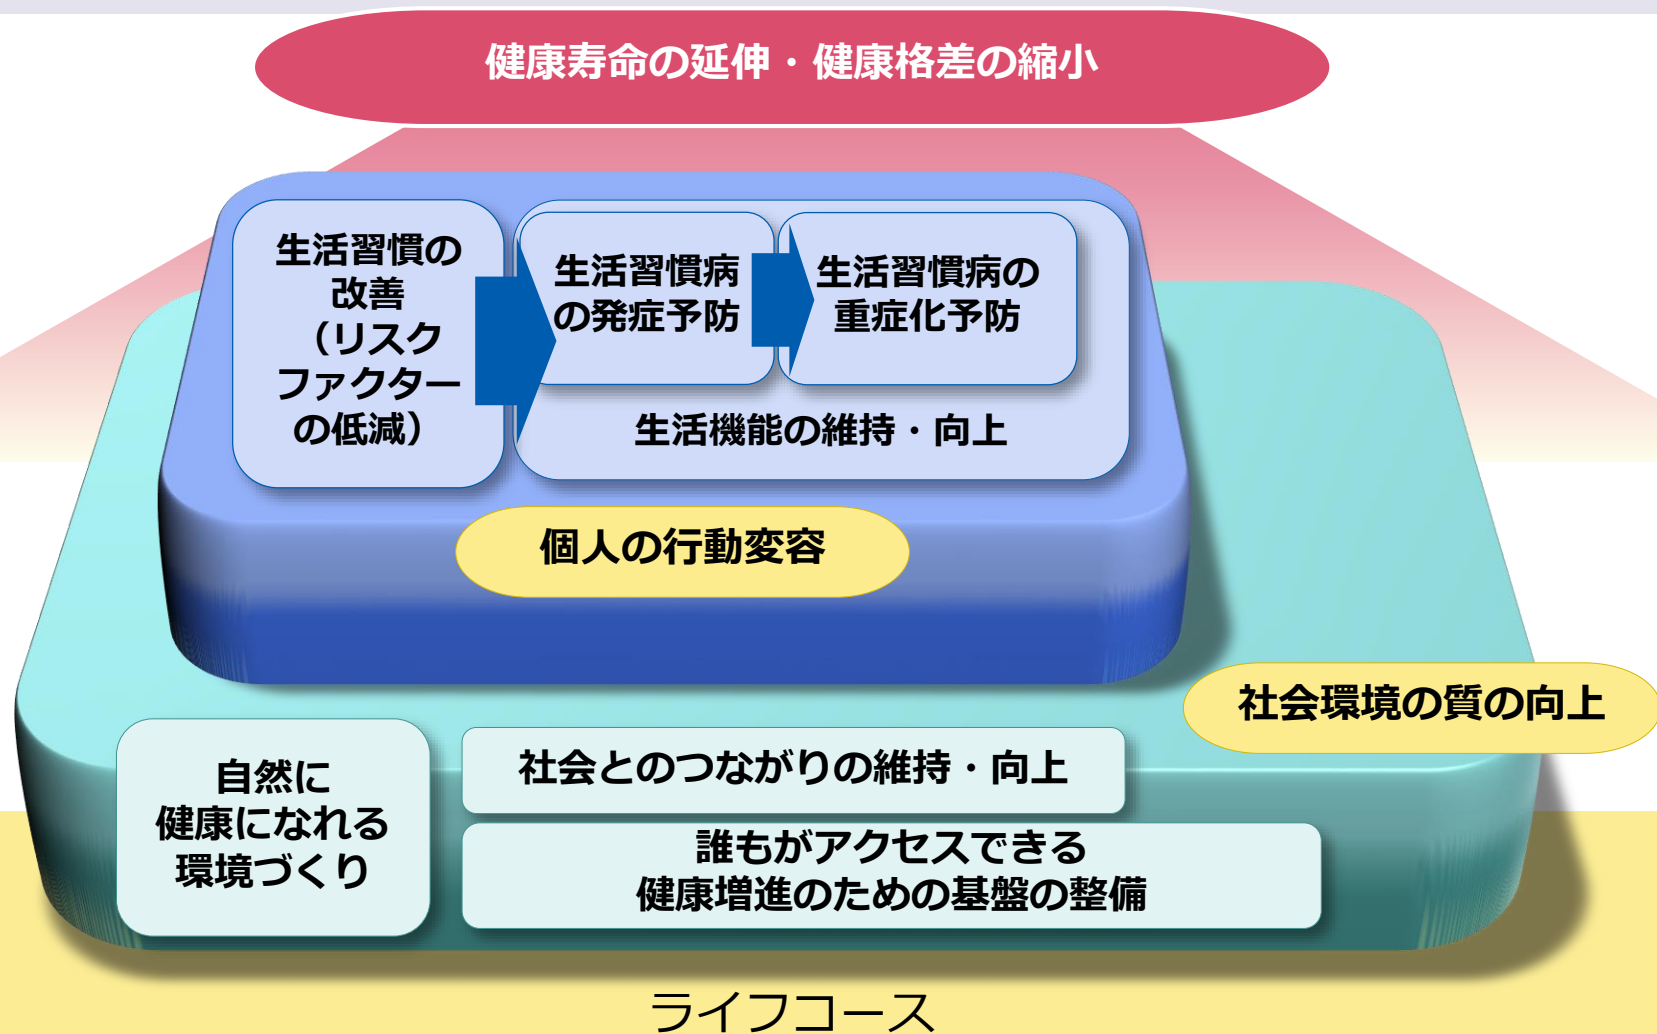 健康寿命の延伸・健康格差の縮小
生活習慣の
改善
（リスク
ファクター
の低減）
生活習慣病
の発症予防
生活習慣病の
重症化予防
生活機能の維持・向上
個人の行動変容
社会環境の質の向上
自然に
健康になれる
環境づくり
社会とのつながりの維持・向上
誰もがアクセスできる
健康増進のための基盤の整備
ライフコース